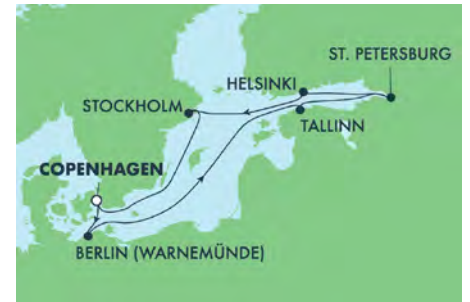 ST. PETERSBURG
HELSINKI
STOCKHOLM
TALLINN
COPENHAGEN
BERLIN (WARNEMÜNDE)